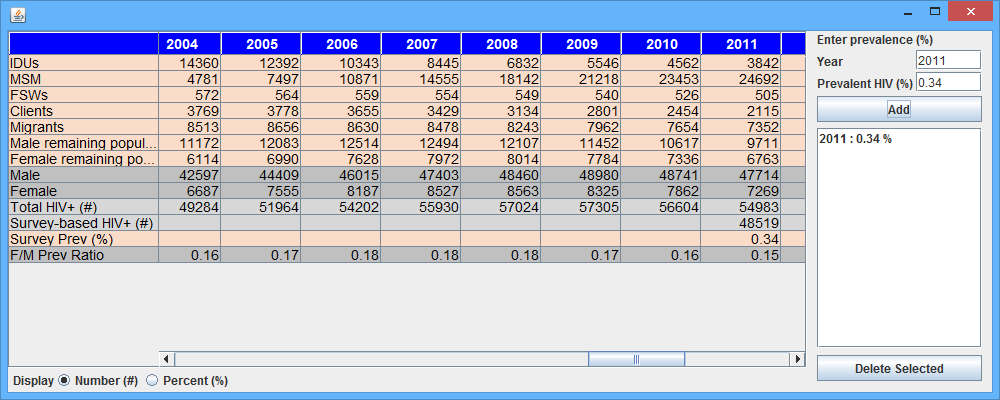 2004 2005 2006 2007 2008 2009 2010 2011
IDUs 14360 12392 10343 8445 6832 5546 4562 3842
MSM 4781 7497 10871 14555 18142 21218 23453 24692
FSWs 572 564 559 554 549 540 526 505
Clients 3769 3778 3655 3429 3134 2801 2454 2115
Migrants 8513 8656 8630 8478 8243 7962 7654 7352
Male remaining popul... 11172 12083 12514 12494 12107 11452 10617 9711
Female remaining po... 6114 6990 7628 7972 8014 7784 7336 6763
Male 42597 44409 46015 47403 48460 48980 48741 47714
Female 6687 7555 8187 8527 8563 8325 7862 7269
Total HIV+ (#) 49284 51964 54202 55930 57024 57305 56604 54983
Survey-based HIV+ (#) 48519
Survey Prev (%) 0.34
F/M Prev Ratio 0.16 0.17 0.18 0.18 0.18 0.17 0.16 0.15
Display Number (#) Percent (%)
Enter prevalence (%)
Year 2011
Prevalent HIV (%) 0.34
Add
2011 : 0.34 %
Delete Selected